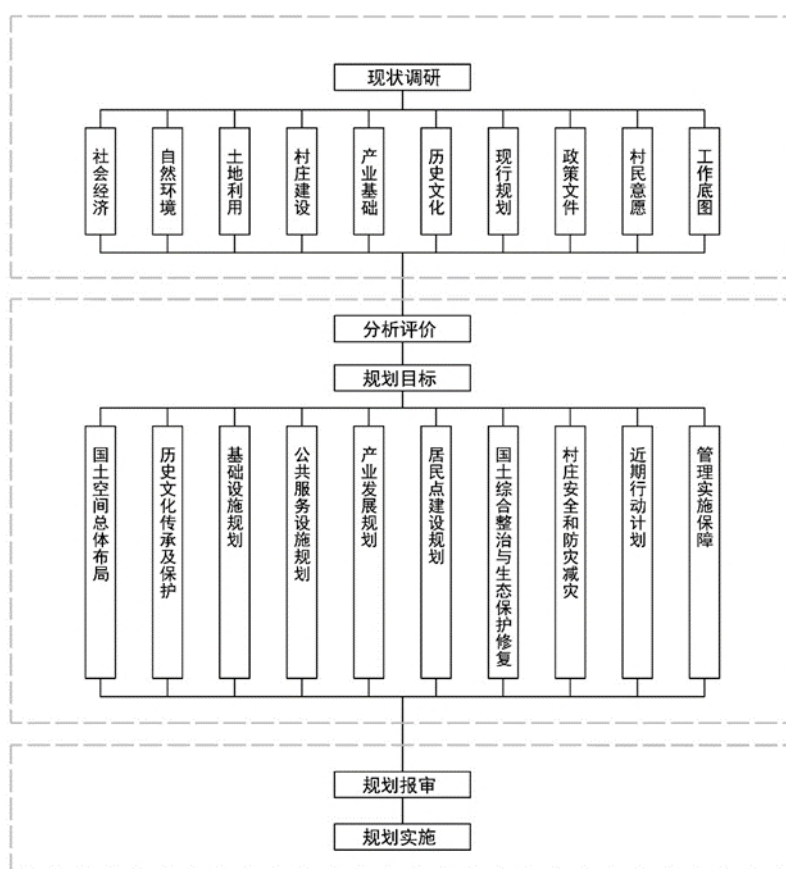 现状调研
社会经济
自然环境
土地利用
村庄建设
产业基础
历史文化
现行规划
政策文件
村民意愿
工作底图
分析评价
规划目标
国土空间总体布局
历史文化传承及保护
基础设施规划
公共服务设施规划
产业发展规划
居民点建设规划
国土综合整治与生态保护修复
村庄安全和防灾减灾
近期行动计划
管理实施保障
规划报审
规划实施